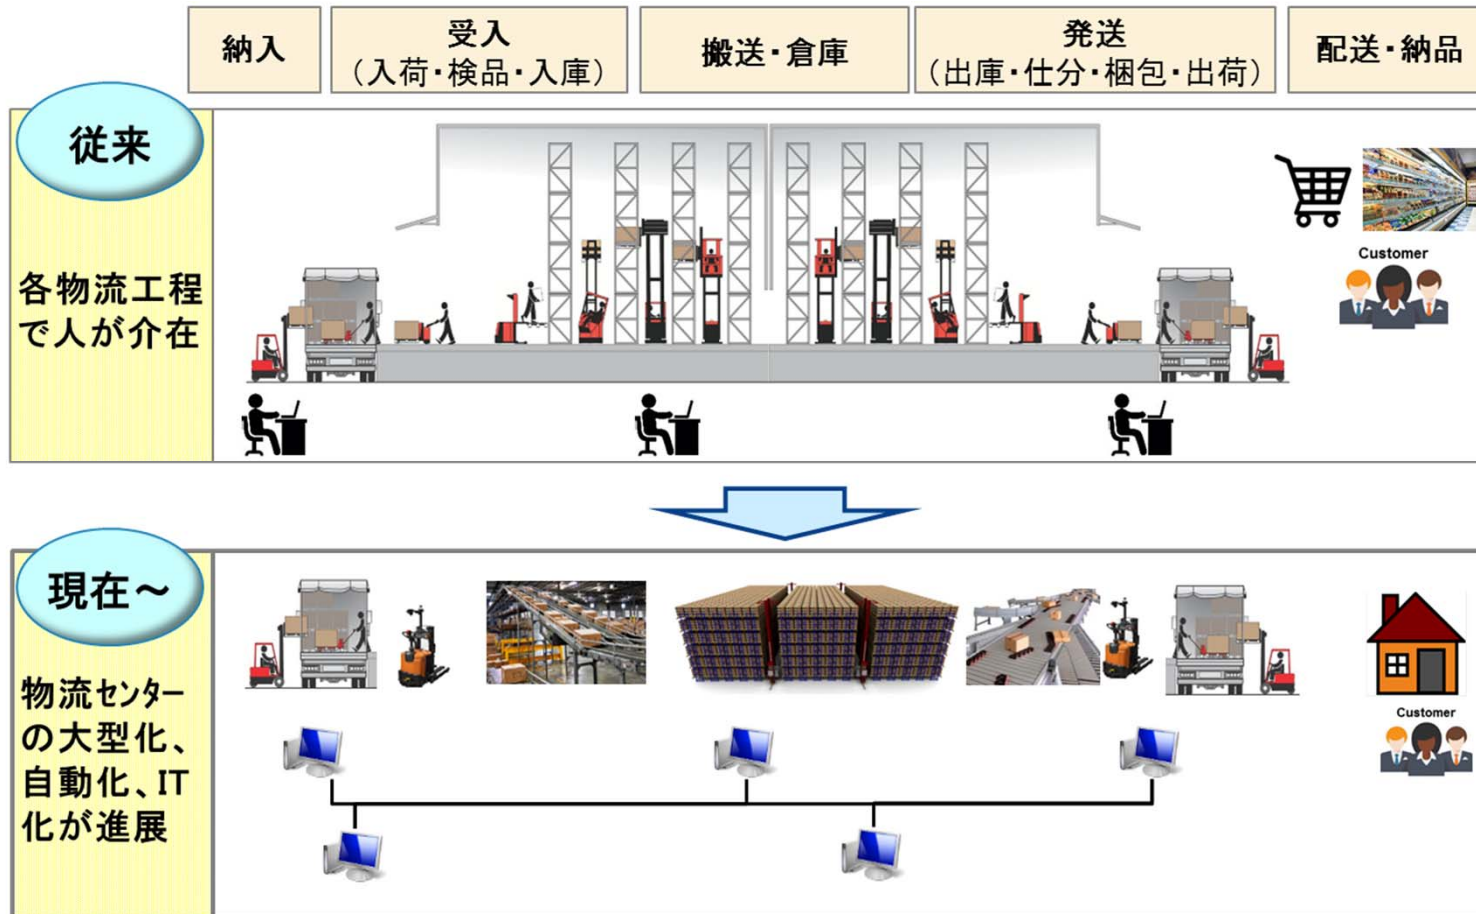 納入
受入
（入荷・検品・入庫）
搬送・倉庫
発送
（出庫・仕分・梱包・出荷）
配送・納品
従来
各物流工程
で人が介在
Customer
現在～
物流センター
の大型化、
自動化、IT
化が進展
Customer